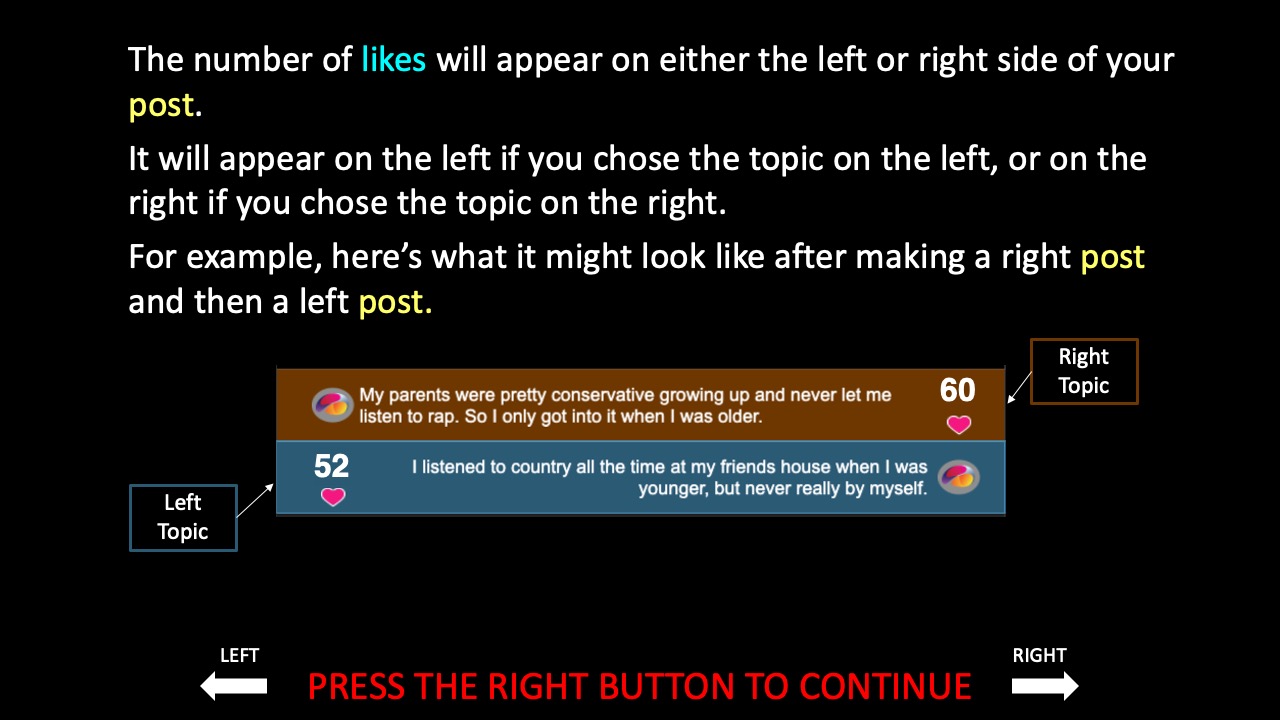 The number of likes will appear on either the left or right side of your
post.
It will appear on the left if you chose the topic on the left, or on the
right if you chose the topic on the right.
For example, here’s what it might look like after making a right post
and then a left post.
Right
Topic
My parents were pretty conservative growing up and never let me
listen to rap. So I only got into it when I was older.
60
52
I listened to country all the time at my friends house when I was
younger, but never really by myself.
Left
Topic
LEFT
RIGHT
PRESS THE RIGHT BUTTON TO CONTINUE